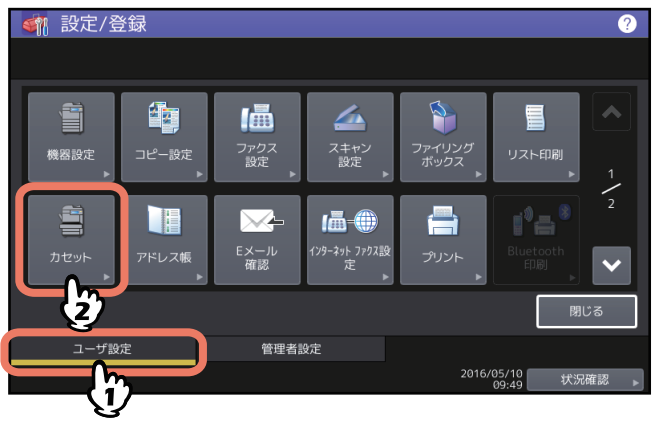 設定/登録
?
機器設定
コピー設定
ファクス
設定
スキャン
設定
ファイリング
ボックス
リスト印刷
1
2
カセット
アドレス帳
Eメール
確認
インターネット ファクス設
定
プリント
Bluetooth
印刷
2
閉じる
ユーザ設定
管理者設定
1
2016/05/10
09:49
状況確認